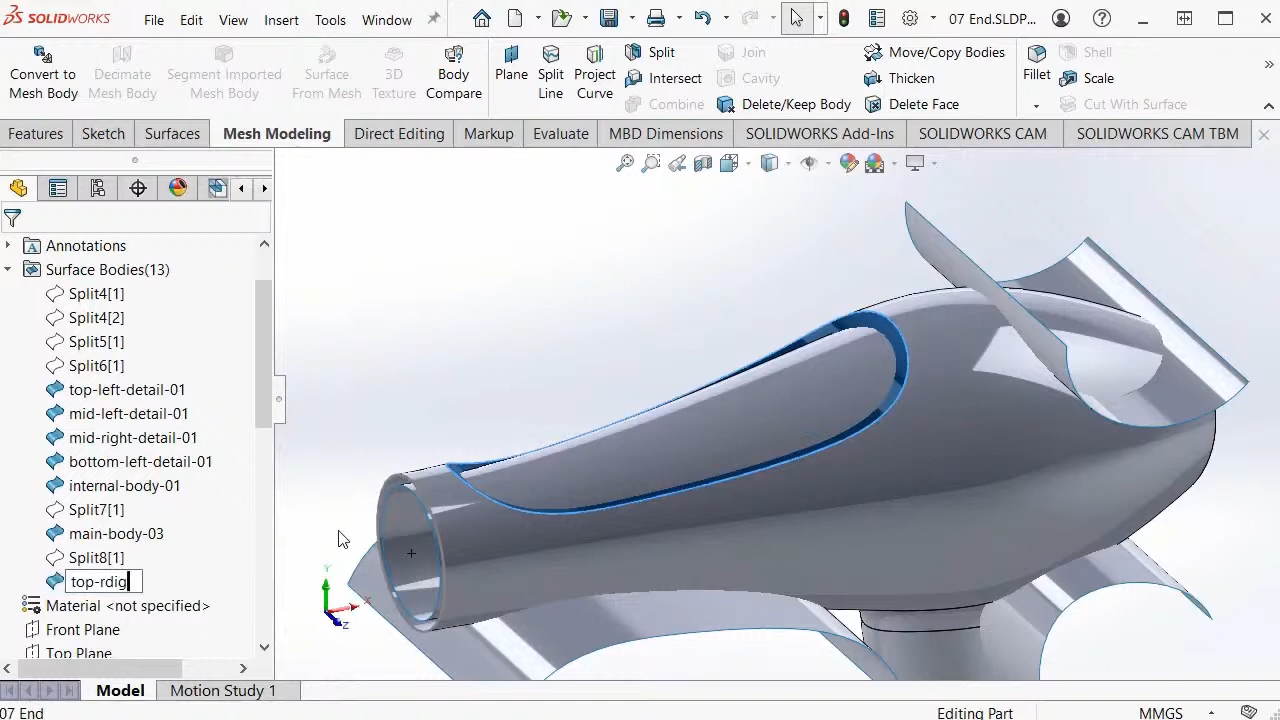 SOLIDWORKS File Edit View Insert Tools Window 07 End.SLDP...
Convert to Mesh Body
Decimate Mesh Body
Segment Imported Mesh Body
Surface From Mesh
3D Texture
Body Compare
Plane
Split Line
Project Curve
Split
Intersect
Combine
Join
Cavity
Delete/Keep Body
Move/Copy Bodies
Thicken
Delete Face
Fillet
Shell
Scale
Cut With Surface
Features Sketch Surfaces Mesh Modeling Direct Editing Markup Evaluate MBD Dimensions SOLIDWORKS Add-Ins SOLIDWORKS CAM SOLIDWORKS CAM TBM
Annotations
Surface Bodies(13)
Split4[1]
Split4[2]
Split5[1]
Split6[1]
top-left-detail-01
mid-left-detail-01
mid-right-detail-01
bottom-left-detail-01
internal-body-01
Split7[1]
main-body-03
Split8[1]
top-rdig
Material <not specified>
Front Plane
Top Plane
Y
X
Z
Model Motion Study 1
07 End Editing Part MMGS